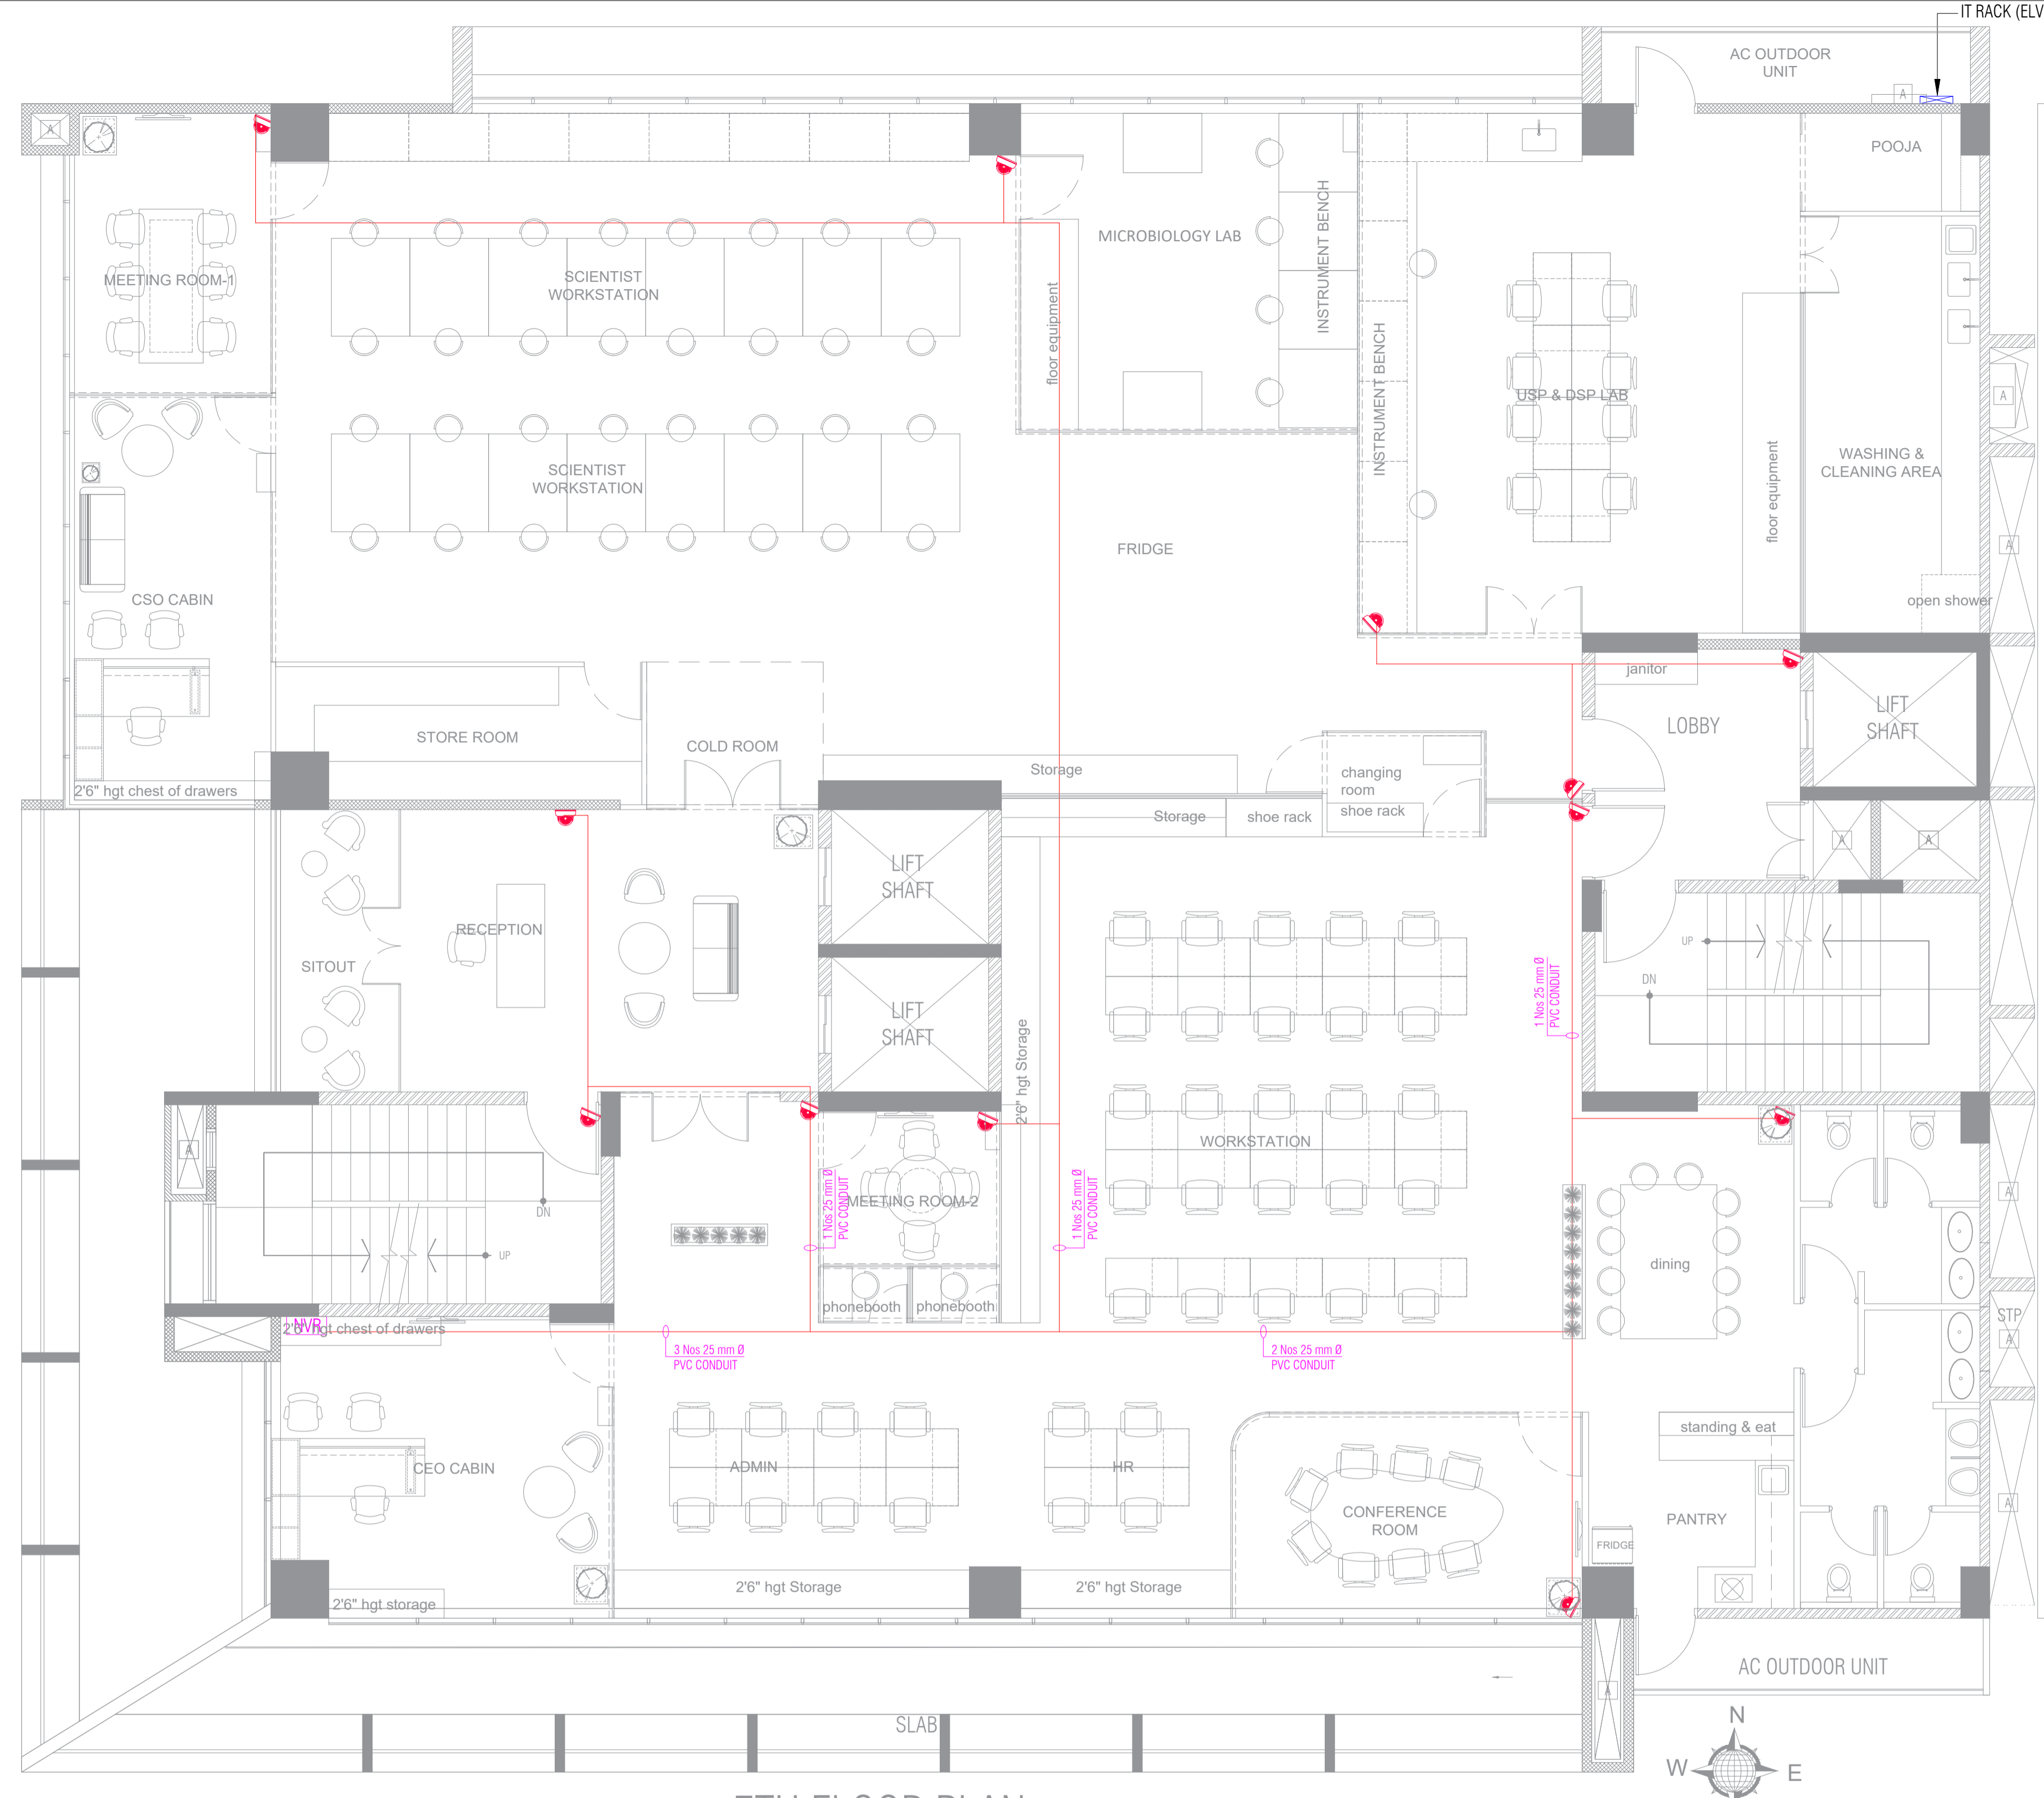 IT RACK (ELV
AC OUTDOOR
UNIT
A
A
POOJA
MICROBIOLOGY LAB
INSTRUMENT BENCH
SCIENTIST
WORKSTATION
MEETING ROOM-1
floor equipment
INSTRUMENT BENCH
USP & DSP LAB
A
SCIENTIST
WORKSTATION
WASHING &
CLEANING AREA
floor equipment
FRIDGE
A
CSO CABIN
open shower
janitor
LIFT
SHAFT
LOBBY
STORE ROOM
COLD ROOM
Storage
changing
room
shoe rack
2'6" hgt chest of drawers
Storage
shoe rack
A
A
LIFT
SHAFT
RECEPTION
SITOUT
UP
DN
1 Nos 25 mm Ø
PVC CONDUIT
LIFT
SHAFT
2'6" hgt Storage
A
WORKSTATION
MEETING ROOM-2
1 Nos 25 mm Ø
PVC CONDUIT
1 Nos 25 mm Ø
PVC CONDUIT
A
DN
UP
dining
phonebooth
phonebooth
STP
A
NVR
2'6" hgt chest of drawers
3 Nos 25 mm Ø
PVC CONDUIT
2 Nos 25 mm Ø
PVC CONDUIT
standing & eat
CEO CABIN
ADMIN
HR
CONFERENCE
ROOM
PANTRY
A
FRIDGE
2'6" hgt Storage
2'6" hgt Storage
2'6" hgt storage
AC OUTDOOR UNIT
A
SLAB
N
W
E
7TH FLOOR PLAN